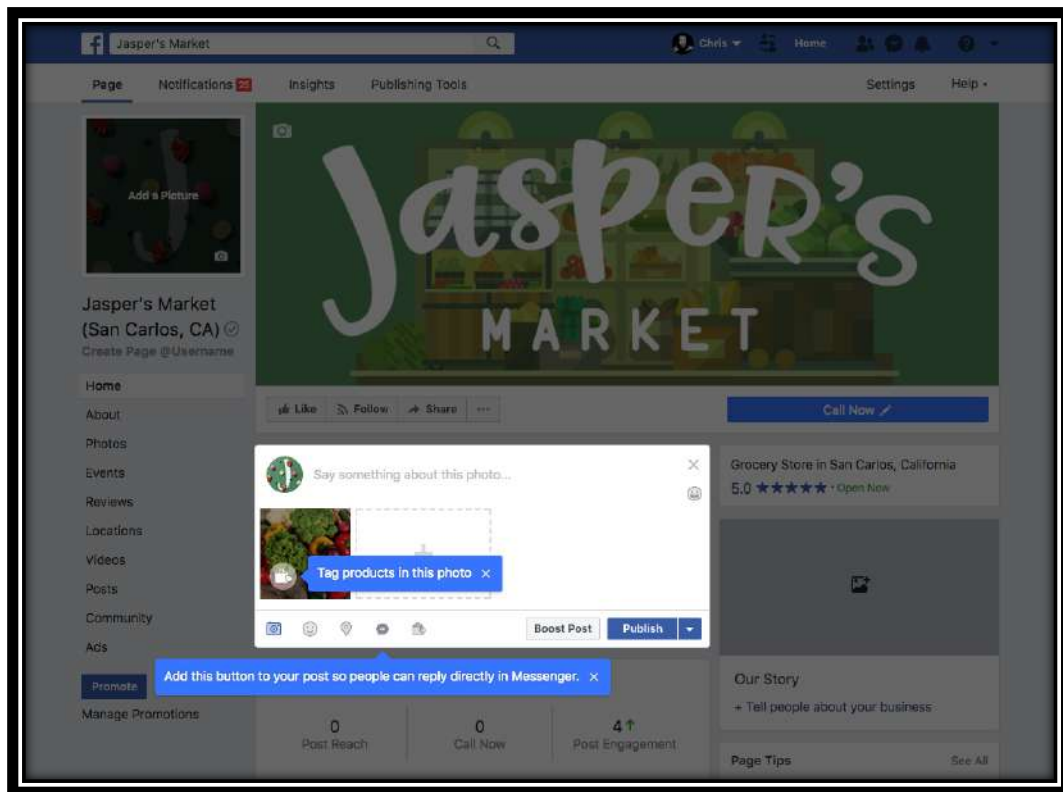 Jasper's Market
Chris
Home
Page
Notifications 25
Insights
Publishing Tools
Settings
Help
Add a Picture
Jasper's
MARKET
Jasper's Market
(San Carlos, CA)
Create Page @Username
Home
About
Photos
Events
Reviews
Locations
Videos
Posts
Community
Ads
Promote
Manage Promotions
Like
Follow
Share
Call Now
Say something about this photo...
Tag products in this photo
Boost Post
Publish
Add this button to your post so people can reply directly in Messenger.
0
Post Reach
0
Call Now
4
Post Engagement
Grocery Store in San Carlos, California
5.0 ★★★★★ · Open Now
Our Story
+ Tell people about your business
Page Tips
See All